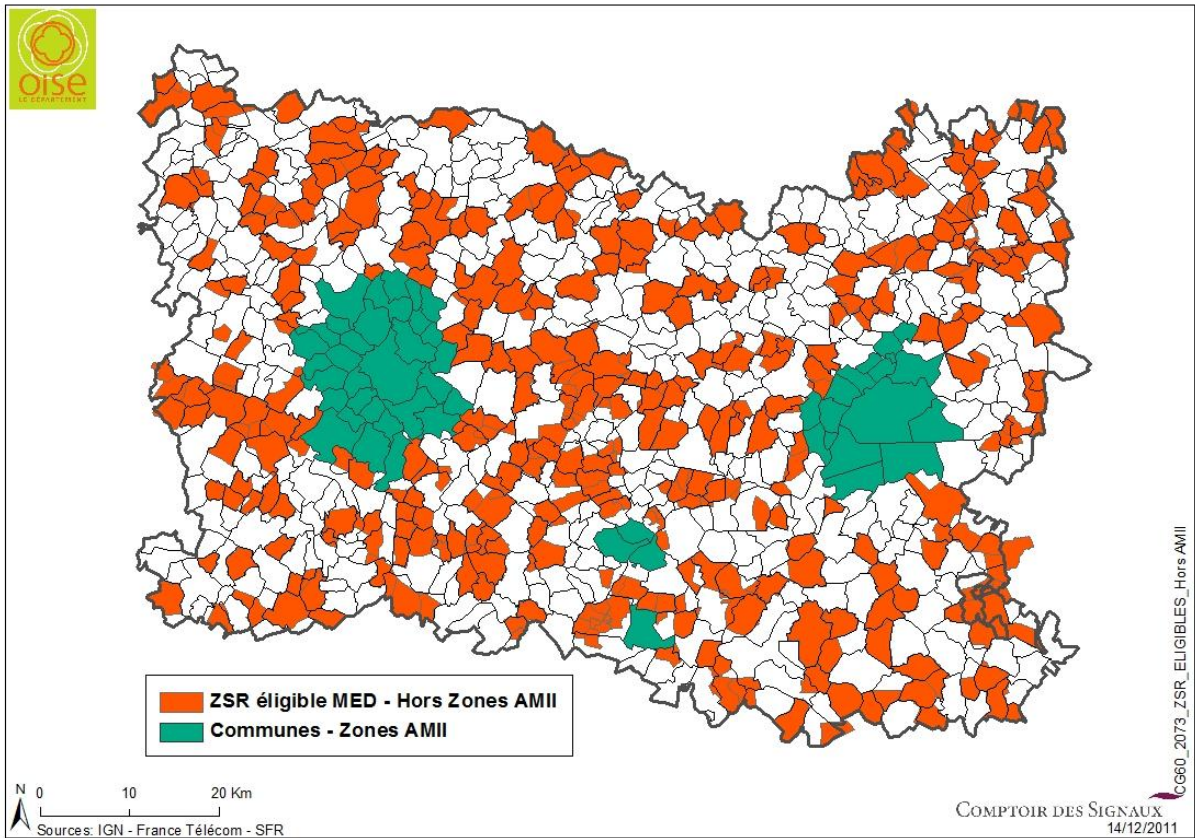 oise
LE DÉPARTEMENT
ZSR éligible MED - Hors Zones AMII
Communes - Zones AMII
N 0 10 20 Km
Sources: IGN - France Télécom - SFR
COMPTOIR DES SIGNAUX
14/12/2011
CG60_2073_ZSR_ELIGIBLES_Hors AMII